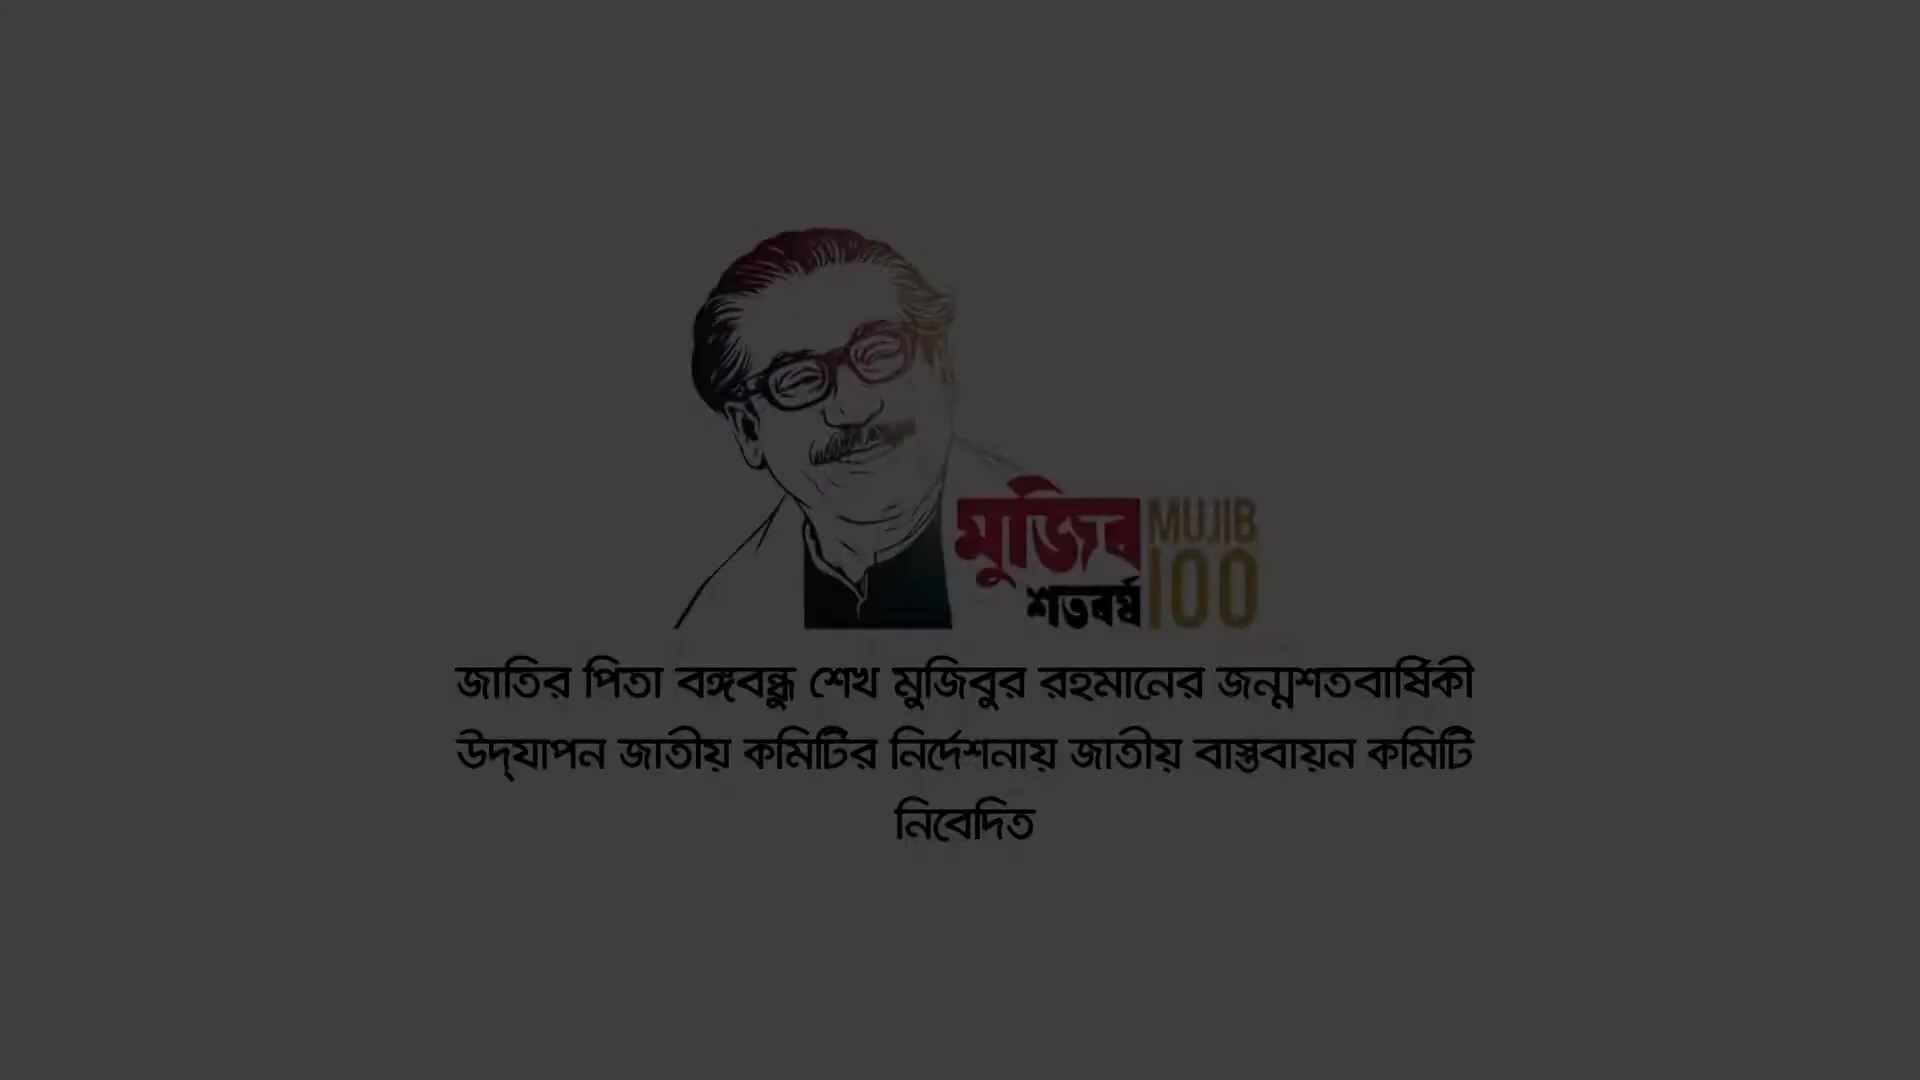 মুজিব MUJIB
শতবর্ষ 100
জাতির পিতা বঙ্গবন্ধু শেখ মুজিবুর রহমানের জন্মশতবার্ষিকী
উদ্‌যাপন জাতীয় কমিটির নির্দেশনায় জাতীয় বাস্তবায়ন কমিটি
নিবেদিত